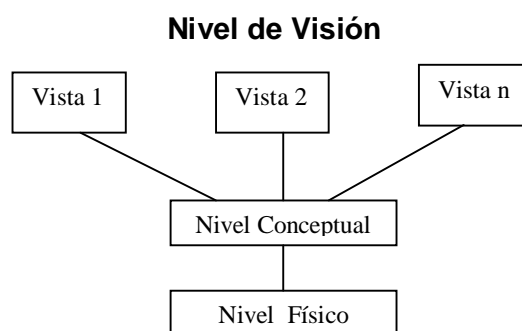 Nivel de Visión
Vista 1
Vista 2
Vista n
Nivel Conceptual
Nivel Físico